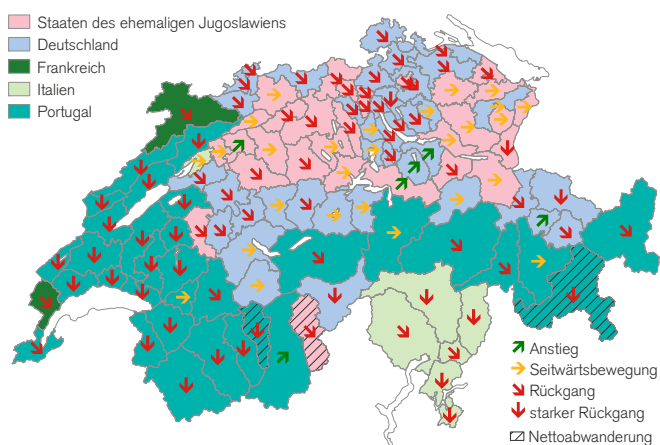 Staaten des ehemaligen Jugoslawiens
Deutschland
Frankreich
Italien
Portugal
Anstieg
Seitwärtsbewegung
Rückgang
starker Rückgang
Nettoabwanderung